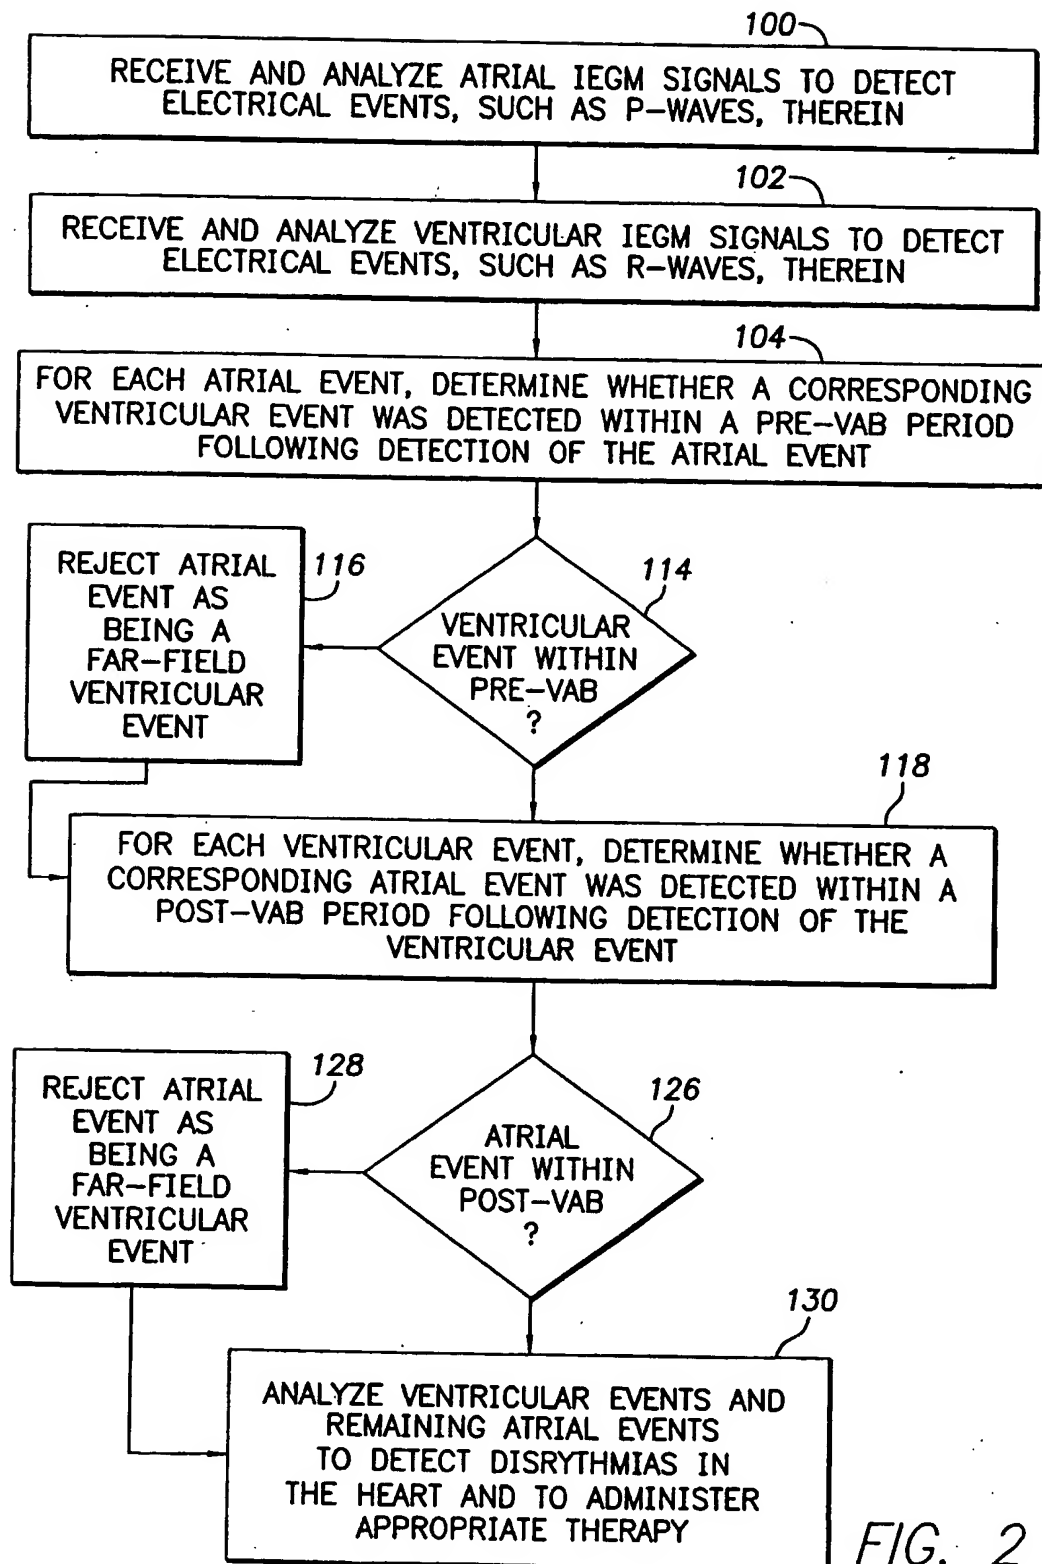 100
RECEIVE AND ANALYZE ATRIAL IEGM SIGNALS TO DETECT
ELECTRICAL EVENTS, SUCH AS P-WAVES, THEREIN
102
RECEIVE AND ANALYZE VENTRICULAR IEGM SIGNALS TO DETECT
ELECTRICAL EVENTS, SUCH AS R-WAVES, THEREIN
104
FOR EACH ATRIAL EVENT, DETERMINE WHETHER A CORRESPONDING
VENTRICULAR EVENT WAS DETECTED WITHIN A PRE-VAB PERIOD
FOLLOWING DETECTION OF THE ATRIAL EVENT
114
VENTRICULAR
EVENT WITHIN
PRE-VAB
?
116
REJECT ATRIAL
EVENT AS
BEING A
FAR-FIELD
VENTRICULAR
EVENT
118
FOR EACH VENTRICULAR EVENT, DETERMINE WHETHER A
CORRESPONDING ATRIAL EVENT WAS DETECTED WITHIN A
POST-VAB PERIOD FOLLOWING DETECTION OF THE
VENTRICULAR EVENT
126
ATRIAL
EVENT WITHIN
POST-VAB
?
128
REJECT ATRIAL
EVENT AS
BEING A
FAR-FIELD
VENTRICULAR
EVENT
130
ANALYZE VENTRICULAR EVENTS AND
REMAINING ATRIAL EVENTS
TO DETECT DISRYTHMIAS IN
THE HEART AND TO ADMINISTER
APPROPRIATE THERAPY
FIG. 2